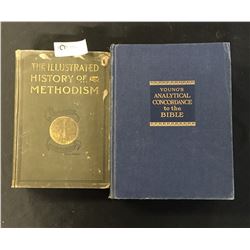 THE ILLUSTRATED
HISTORY OF
METHODISM
YOUNG'S
ANALYTICAL
CONCORDANCE
to the
BIBLE